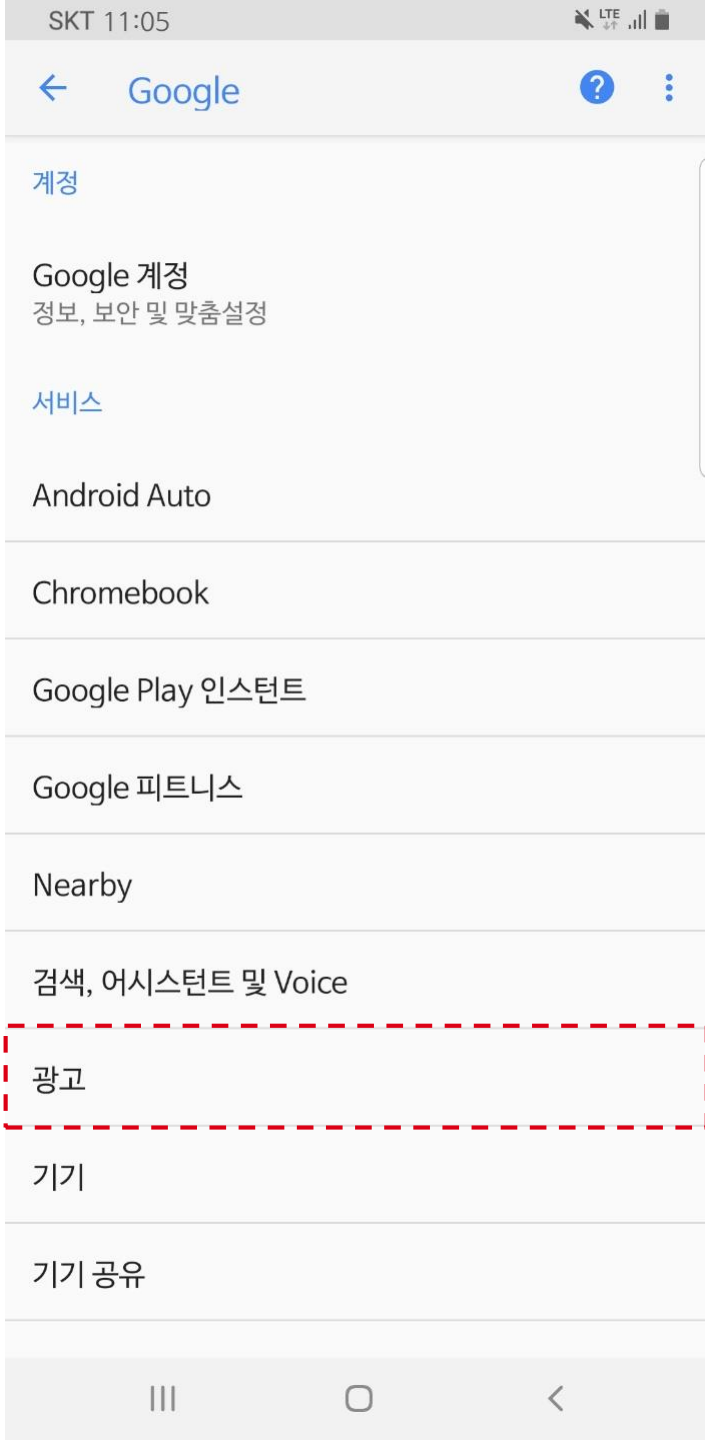 SKT 11:05 LTE
Google
계정
Google 계정
정보, 보안 및 맞춤설정
서비스
Android Auto
Chromebook
Google Play 인스턴트
Google 피트니스
Nearby
검색, 어시스턴트 및 Voice
광고
기기
기기 공유